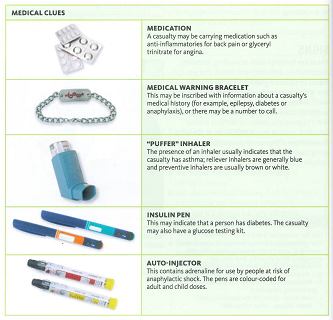 MEDICAL CLUES
MEDICATION
A casualty may be carrying medication such as
anti-inflammatories for back pain or glyceryl
trinitrate for angina.
MEDICAL WARNING BRACELET
This may be inscribed with information about a casualty's
medical history (for example, epilepsy, diabetes or
anaphylaxis), or there may be a number to call.
"PUFFER" INHALER
The presence of an inhaler usually indicates that the
casualty has asthma; reliever inhalers are generally blue
and preventive inhalers are usually brown or white.
INSULIN PEN
This may indicate that a person has diabetes. The casualty
may also have a glucose testing kit.
AUTO-INJECTOR
This contains adrenaline for use by people at risk of
anaphylactic shock. The pens are colour-coded for
adult and child doses.